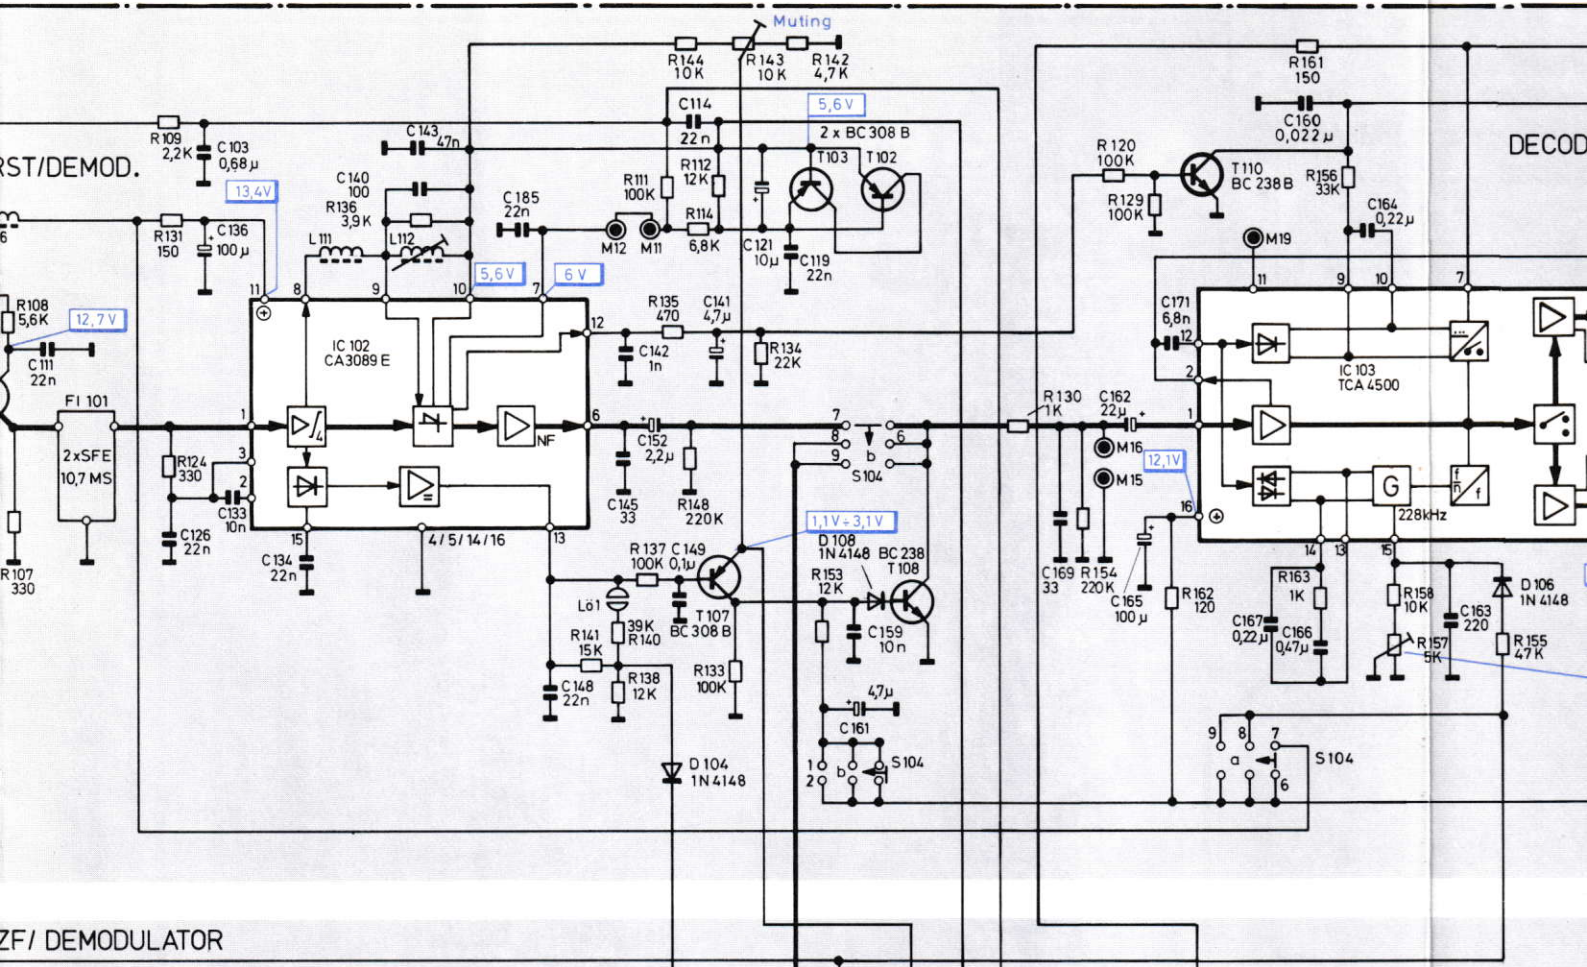 Muting
R144
10K
R143
10K
R142
4,7K
R161
150
R109
2,2K
C103
0,68µ
C143
47n
C114
22n
5,6V
2 x BC308B
T103
T102
C160
0,022µ
DECOD
RST/DEMOD.
13,4V
C140
100
R136
3,9K
R111
100K
R112
12K
R120
100K
T110
BC 238B
R156
33K
R131
150
C136
100µ
L111
L112
C185
22n
M12
M11
R114
6,8K
C121
10µ
C119
22n
R129
100K
M19
C164
0,22µ
6
11
8
9
10
5,6V
7
6V
11
9
10
7
R108
5,6K
12,7V
C111
22n
IC 102
CA3089E
12
R135
470
C141
4,7µ
C142
1n
R134
22K
C171
6,8n
12
2
IC 103
TCA 4500
FI 101
2xSFE
10,7 MS
1
3
2
4
NF
6
C152
2,2µ
7
8
9
6
b
S104
R130
1K
C162
22µ
M16
M15
1
12,1V
R124
330
C133
10n
C126
22n
C145
33
R148
220K
1,1V÷3,1V
16
G
228kHz
f
n
f
15
4/5/14/16
13
C134
22n
R107
330
R137
100K
C149
0,1µ
T107
BC308B
D108
1N4148
BC238
T108
R153
12K
C159
10n
C169
33
R154
220K
C165
100µ
R162
120
14
13
15
R163
1K
C167
0,22µ
C166
0,47µ
R158
10K
R157
5K
C163
220
D106
1N4148
R155
47K
Lö1
39K
R140
R141
15K
C148
22n
R138
12K
R133
100K
4,7µ
C161
1
2
b
S104
9
8
7
a
6
S104
D104
1N4148
ZF/ DEMODULATOR